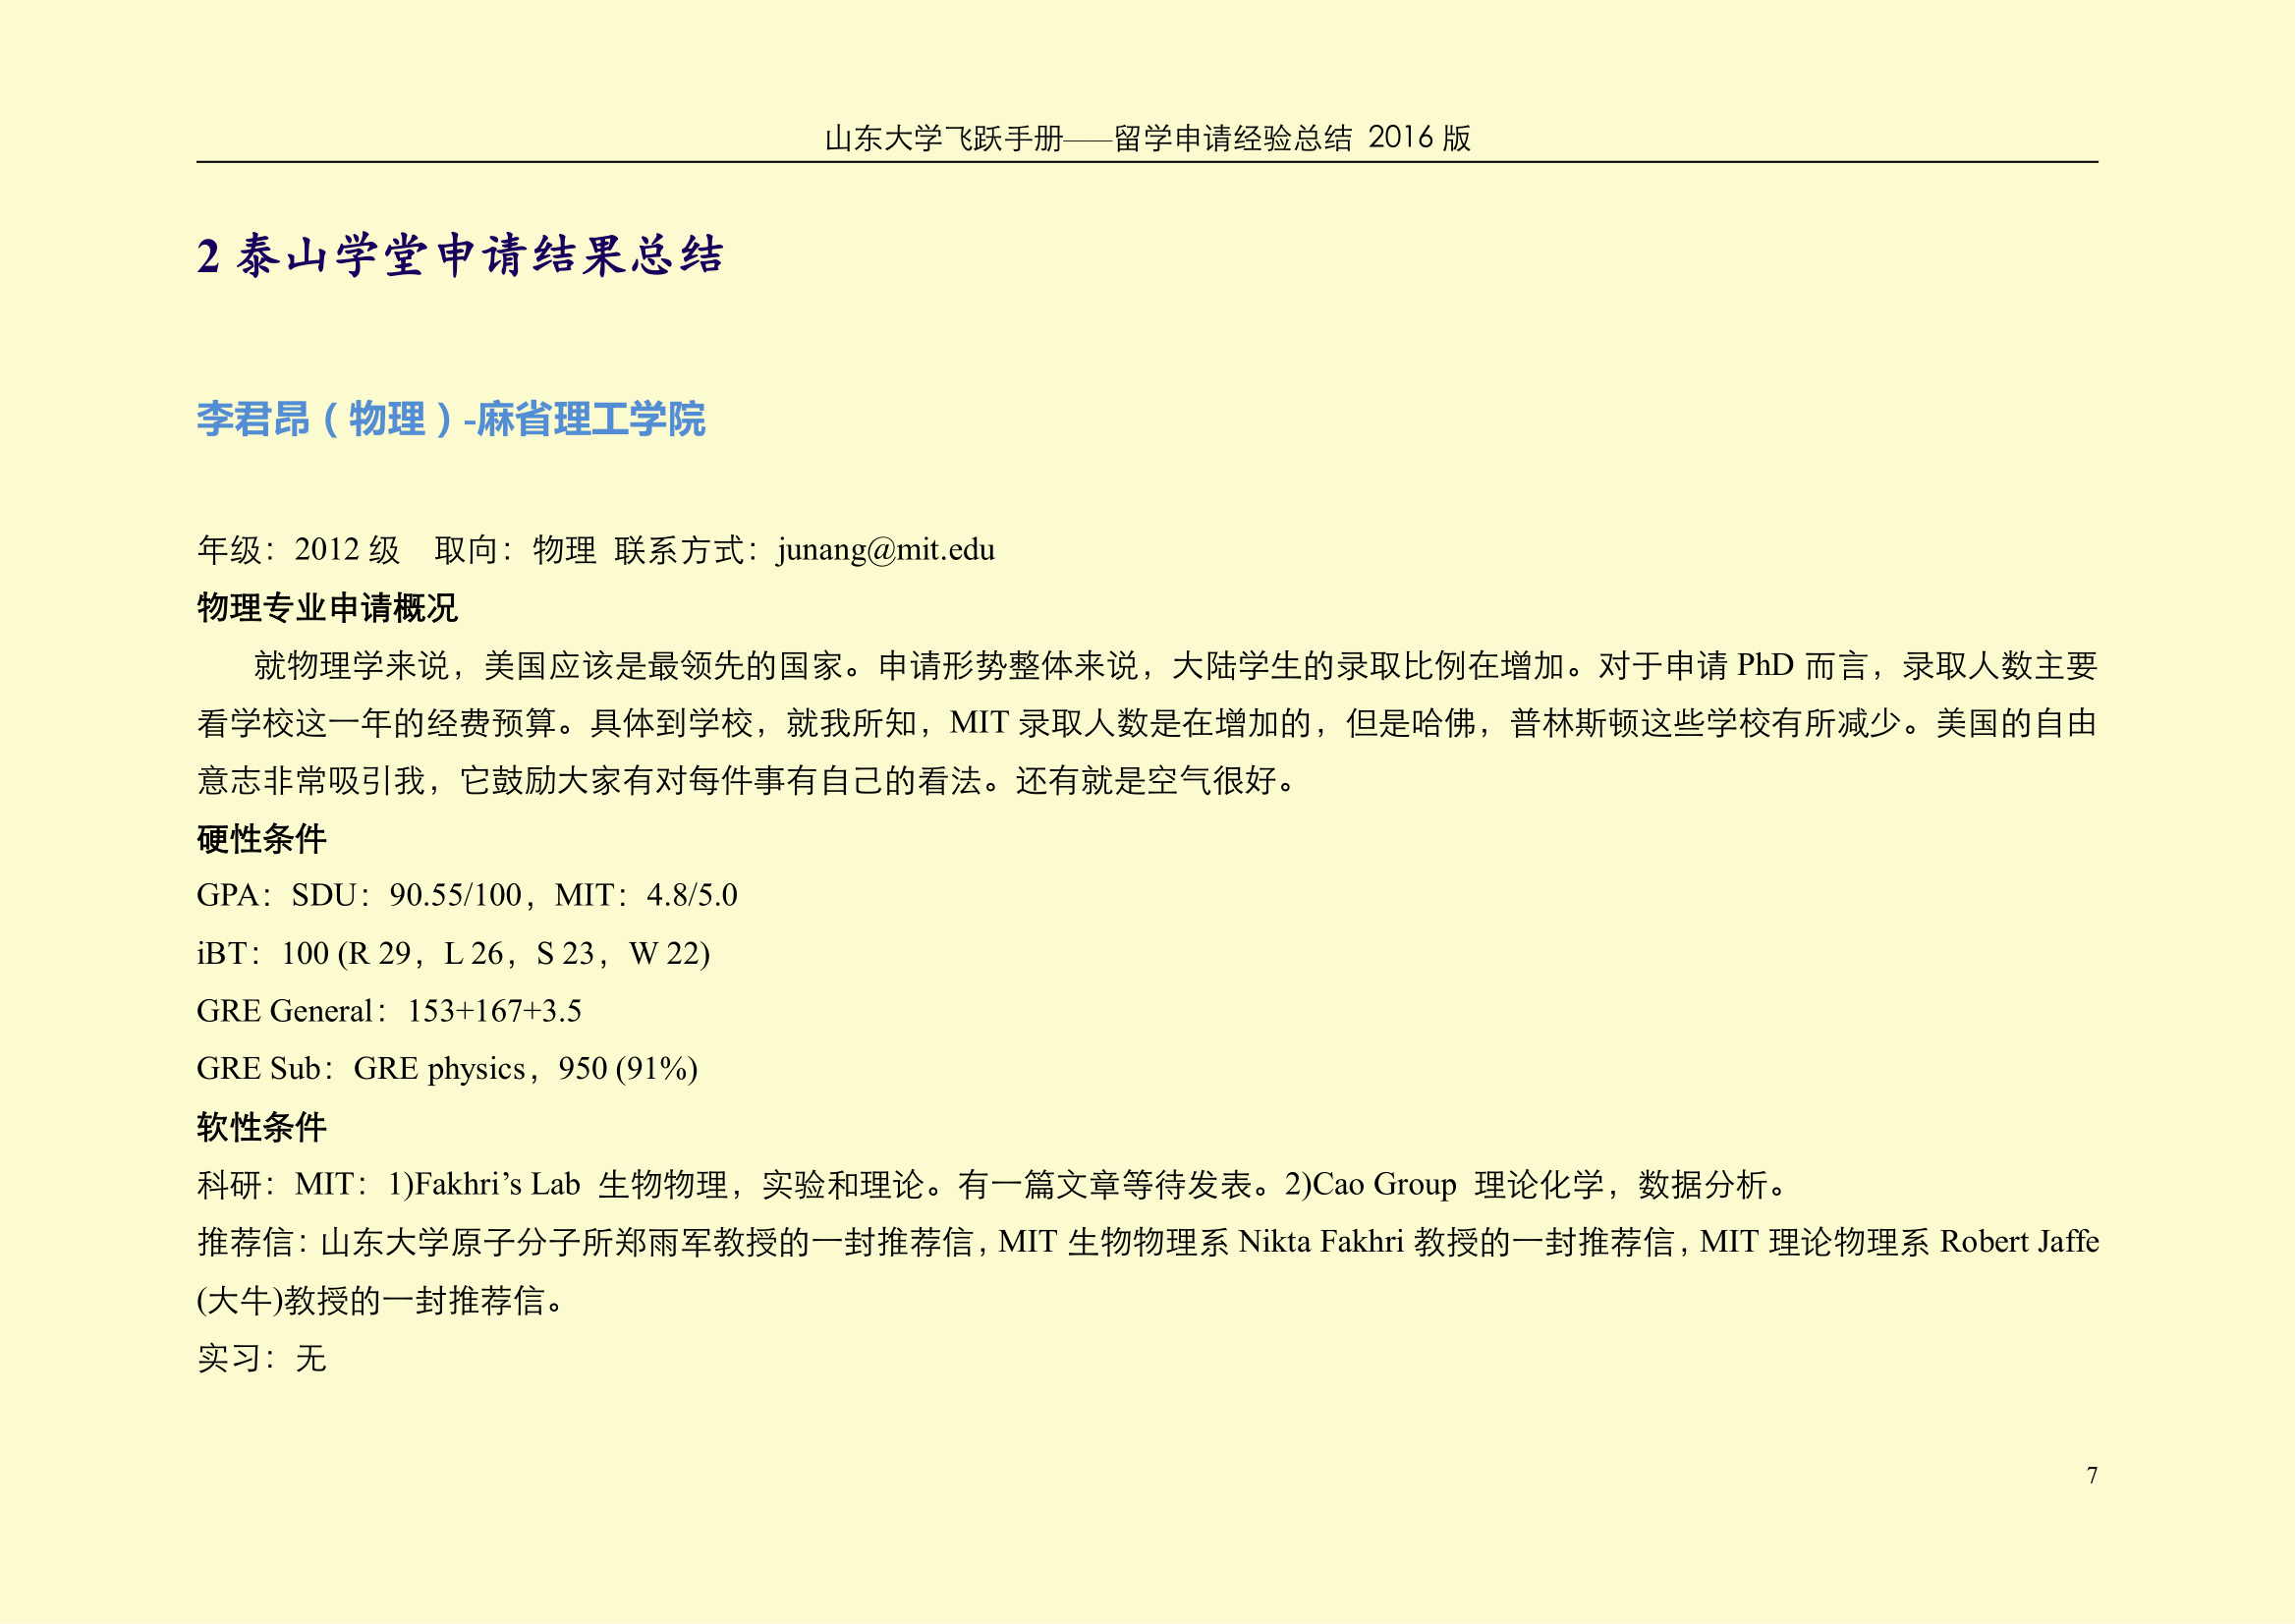 山东大学飞跃手册——留学申请经验总结 2016 版
2 泰山学堂申请结果总结
李君昂（物理）-麻省理工学院
年级：2012 级 取向：物理 联系方式：junang@mit.edu
物理专业申请概况
就物理学来说，美国应该是最领先的国家。申请形势整体来说，大陆学生的录取比例在增加。对于申请 PhD 而言，录取人数主要
看学校这一年的经费预算。具体到学校，就我所知，MIT 录取人数是在增加的，但是哈佛，普林斯顿这些学校有所减少。美国的自由
意志非常吸引我，它鼓励大家有对每件事有自己的看法。还有就是空气很好。
硬性条件
GPA：SDU：90.55/100，MIT：4.8/5.0
iBT：100 (R 29，L 26，S 23，W 22)
GRE General：153+167+3.5
GRE Sub：GRE physics，950 (91%)
软性条件
科研：MIT：1)Fakhri’s Lab 生物物理，实验和理论。有一篇文章等待发表。2)Cao Group 理论化学，数据分析。
推荐信：山东大学原子分子所郑雨军教授的一封推荐信，MIT 生物物理系 Nikta Fakhri 教授的一封推荐信，MIT 理论物理系 Robert Jaffe
(大牛)教授的一封推荐信。
实习：无
7